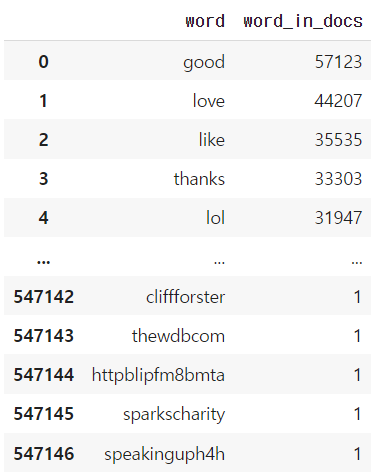 word word_in_docs
0 good 57123
1 love 44207
2 like 35535
3 thanks 33303
4 lol 31947
... ... ...
547142 cliffforster 1
547143 thewdbcom 1
547144 httpblipfm8bmta 1
547145 sparkscharity 1
547146 speakinguph4h 1